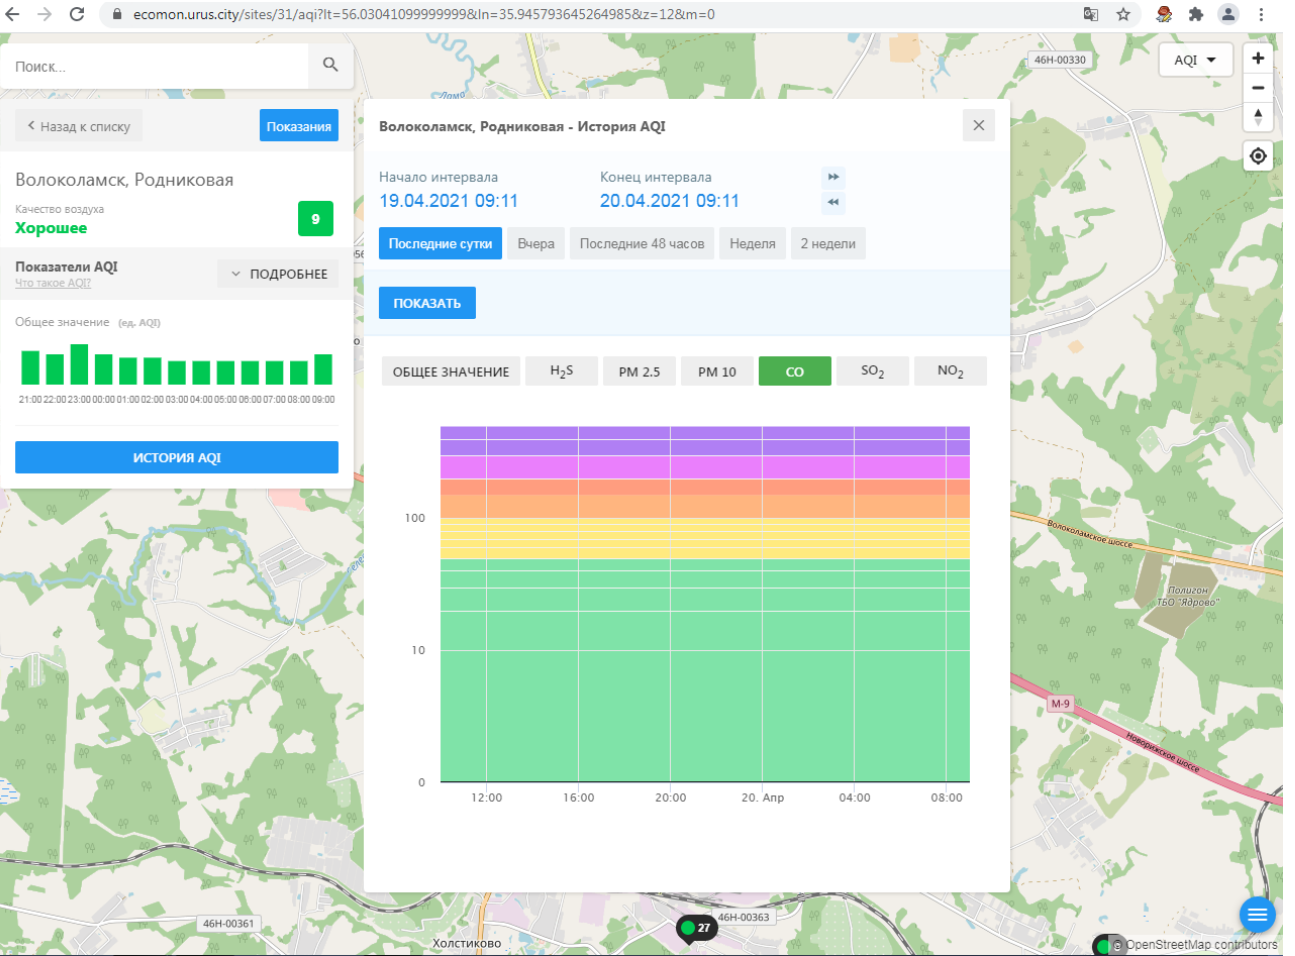 ecomon.urus.city/sites/31/aqi?lt=56.03041099999999&ln=35.945793645264985&z=12&m=0
Поиск...
46Н-00330
AQI
Лама
Назад к списку
Показания
Волоколамск, Родниковая - История AQI
Волоколамск, Родниковая
Качество воздуха
Хорошее
9
Начало интервала
Конец интервала
19.04.2021 09:11
20.04.2021 09:11
Последние сутки
Вчера
Последние 48 часов
Неделя
2 недели
Показатели AQI
Что такое AQI?
ПОДРОБНЕЕ
ПОКАЗАТЬ
Общее значение (ед. AQI)
21:00 22:00 23:00 00:00 01:00 02:00 03:00 04:00 05:00 06:00 07:00 08:00 09:00
ИСТОРИЯ AQI
ОБЩЕЕ ЗНАЧЕНИЕ
H2S
PM 2.5
PM 10
CO
SO2
NO2
100
10
0
12:00
16:00
20:00
20. Апр
04:00
08:00
Волоколамское шоссе
Полигон
ТБО "Ядрово"
М-9
Новорижское шоссе
46Н-00361
46Н-00363
27
Холстиково
© OpenStreetMap contributors